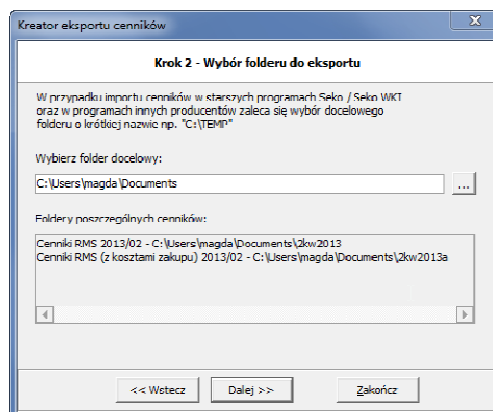 Kreator eksportu cenników
Krok 2 - Wybór folderu do eksportu
W przypadku importu cenników w starszych programach Seko / Seko WKI
oraz w programach innych producentów zaleca się wybór docelowego
folderu o krótkiej nazwie np. "C:\TEMP"
Wybierz folder docelowy:
C:\Users\magda\Documents
...
Foldery poszczególnych cenników:
Cenniki RMS 2013/02 - C:\Users\magda\Documents\2kw2013
Cenniki RMS (z kosztami zakupu) 2013/02 - C:\Users\magda\Documents\2kw2013a
<< Wstecz Dalej >> Zakończ